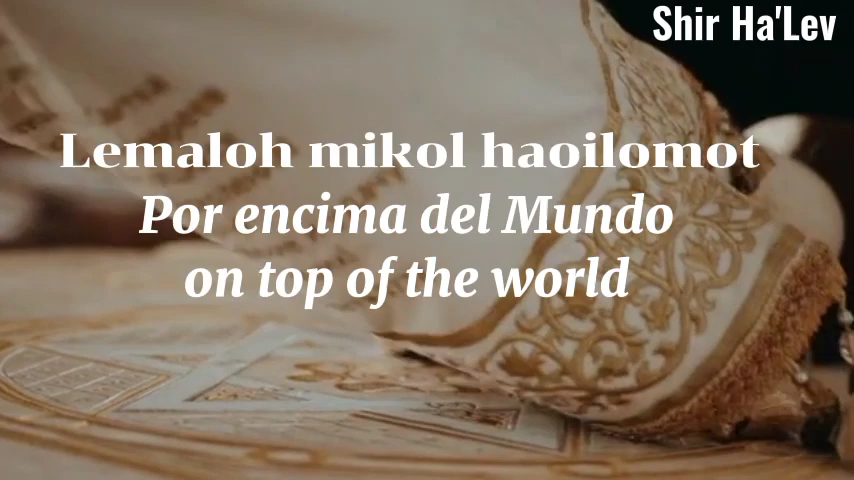 Shir Ha'Lev
Lemaloh mikol haoilomot
Por encima del Mundo
on top of the world